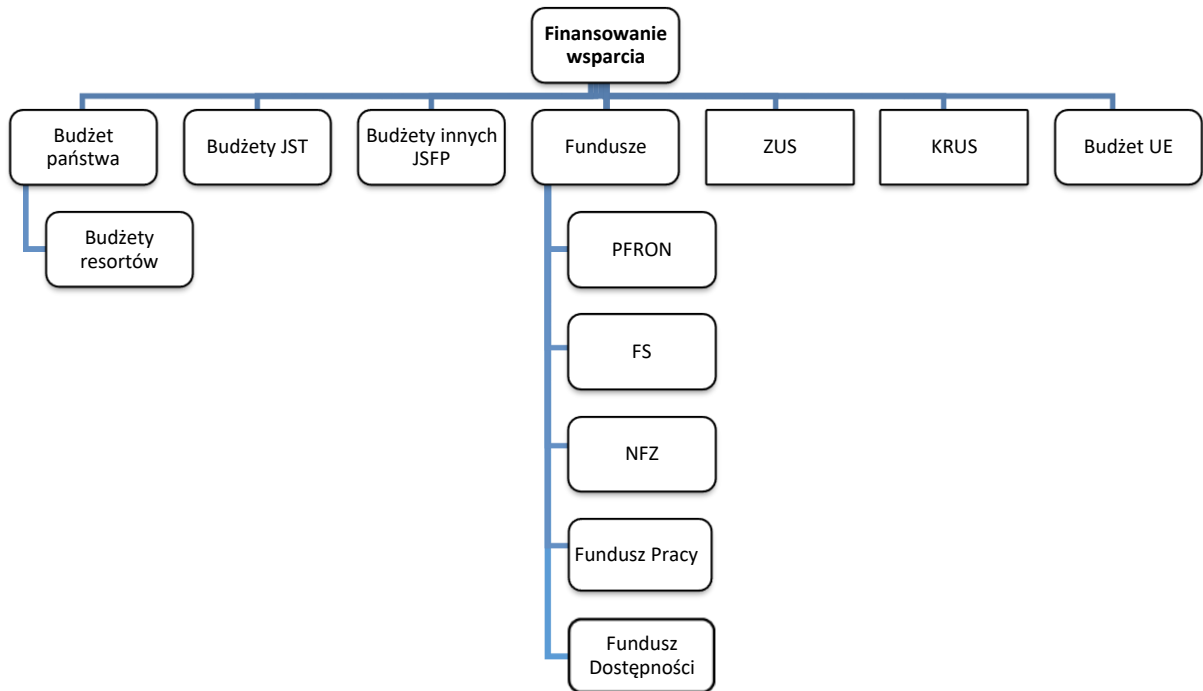 Finansowanie
wsparcia
Budżet
państwa
Budżety JST
Budżety innych
JSFP
Fundusze
ZUS
KRUS
Budżet UE
Budżety
resortów
PFRON
FS
NFZ
Fundusz Pracy
Fundusz
Dostępności